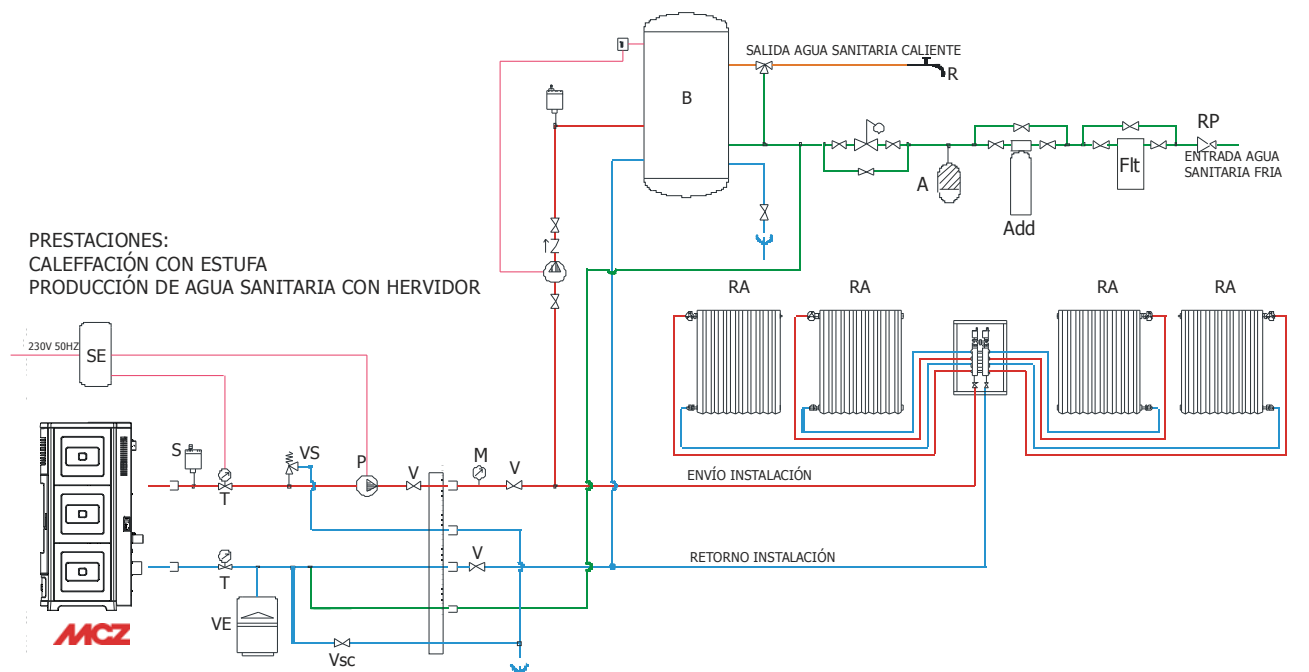 SALIDA AGUA SANITARIA CALIENTE
R
B
RP
ENTRADA AGUA
SANITARIA FRIA
A
Flt
Add
PRESTACIONES:
CALEFFACIÓN CON ESTUFA
PRODUCCIÓN DE AGUA SANITARIA CON HERVIDOR
RA
RA
RA
RA
230V 50HZ
SE
S
VS
P
V
M
V
T
ENVÍO INSTALACIÓN
V
RETORNO INSTALACIÓN
T
VE
MCZ
Vsc